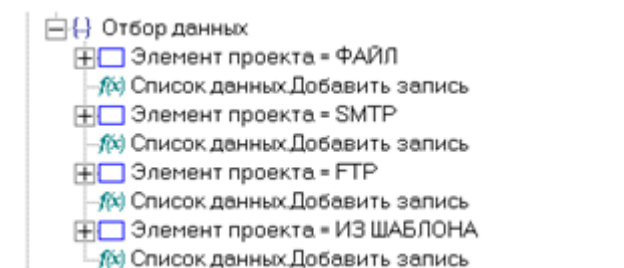 Отбор данных
Элемент проекта = ФАЙЛ
f(x) Список данных.Добавить запись
Элемент проекта = SMTP
f(x) Список данных.Добавить запись
Элемент проекта = FTP
f(x) Список данных.Добавить запись
Элемент проекта = ИЗ ШАБЛОНА
f(x) Список данных.Добавить запись